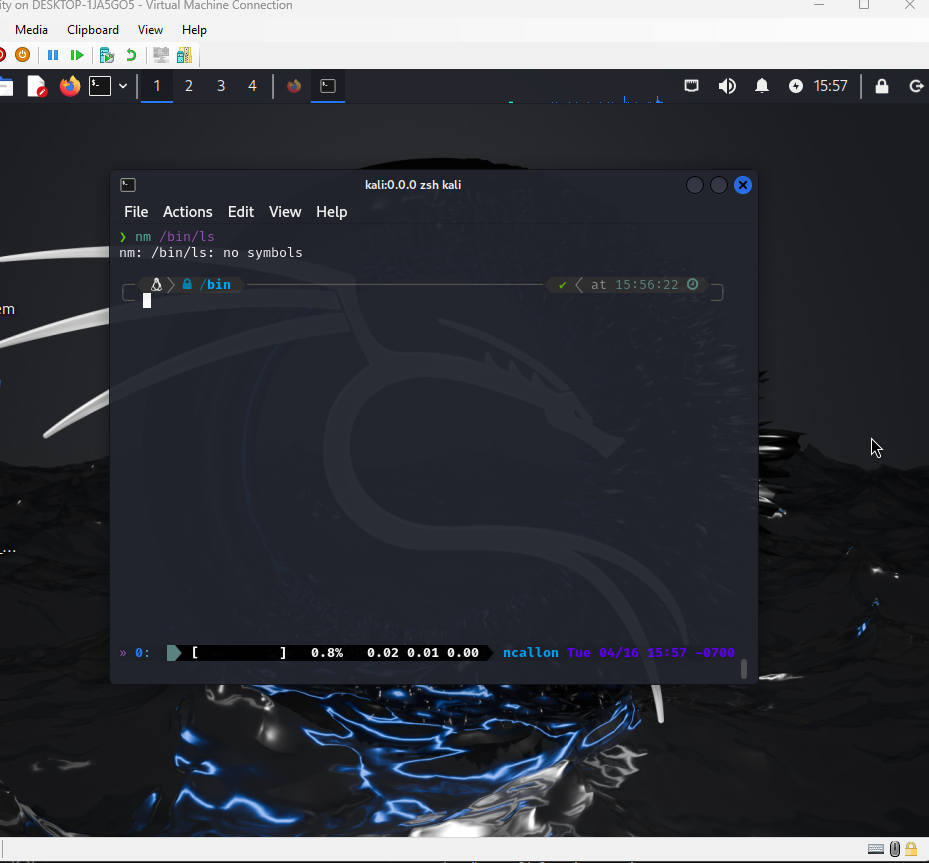 ity on DESKTOP-1JA5GO5 - Virtual Machine Connection
Media Clipboard View Help
1 2 3 4 15:57
kali:0.0.0 zsh kali
File Actions Edit View Help
❯ nm /bin/ls
nm: /bin/ls: no symbols
/bin ✔ at 15:56:22
em
_...
» 0: [ ] 0.8% 0.02 0.01 0.00 ncallon Tue 04/16 15:57 -0700